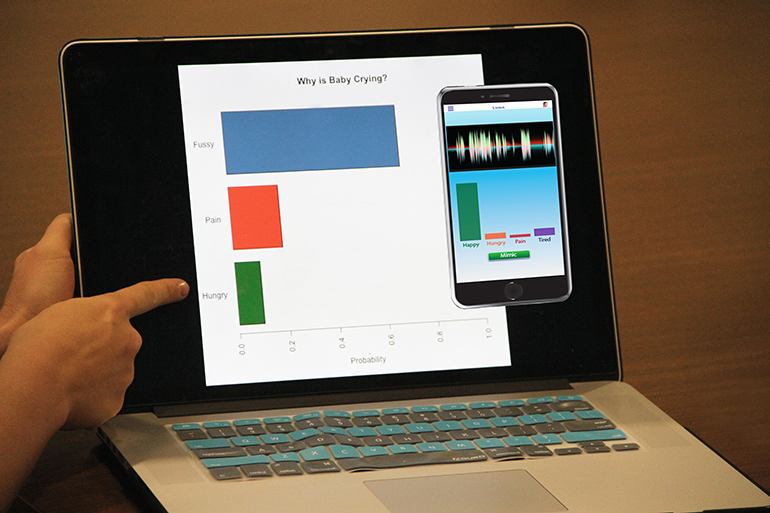 Why is Baby Crying?
Fussy
Pain
Hungry
0.0 0.2 0.4 0.6 0.8 1.0
Probability
Listen
Happy Hungry Pain Tired
Mimic